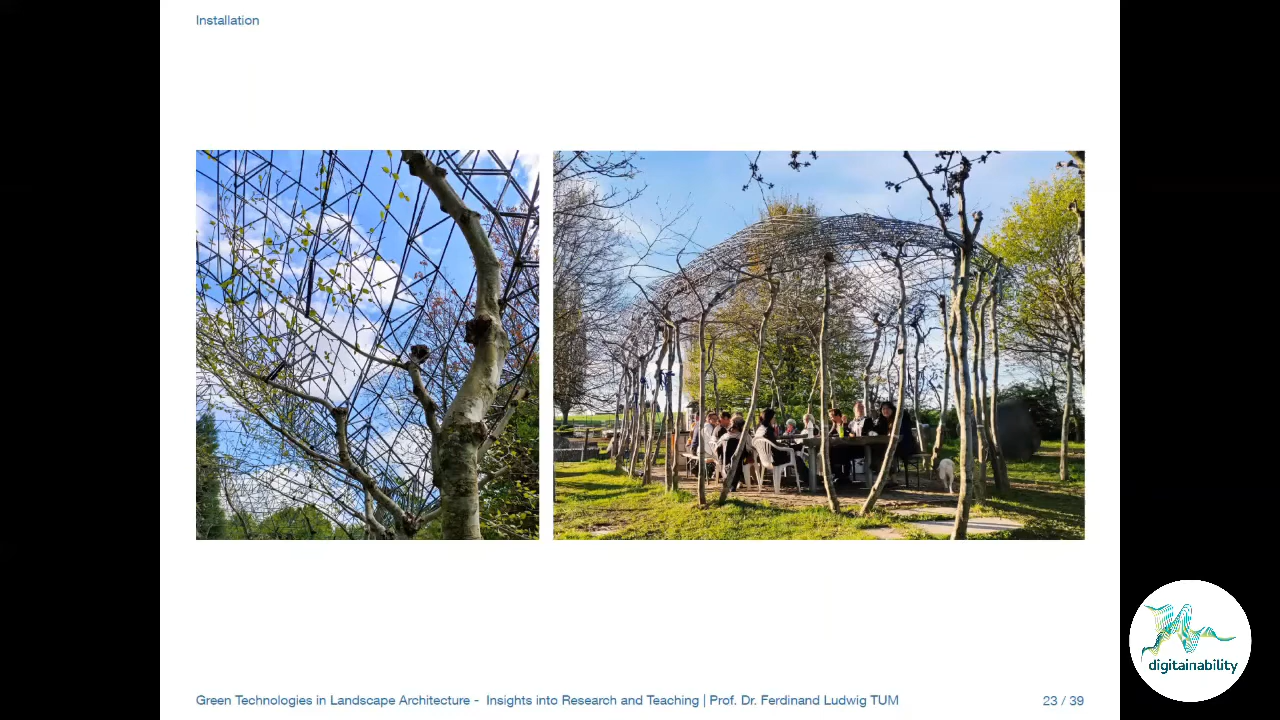 Installation
digitainability
Green Technologies in Landscape Architecture - Insights into Research and Teaching | Prof. Dr. Ferdinand Ludwig TUM
23 / 39